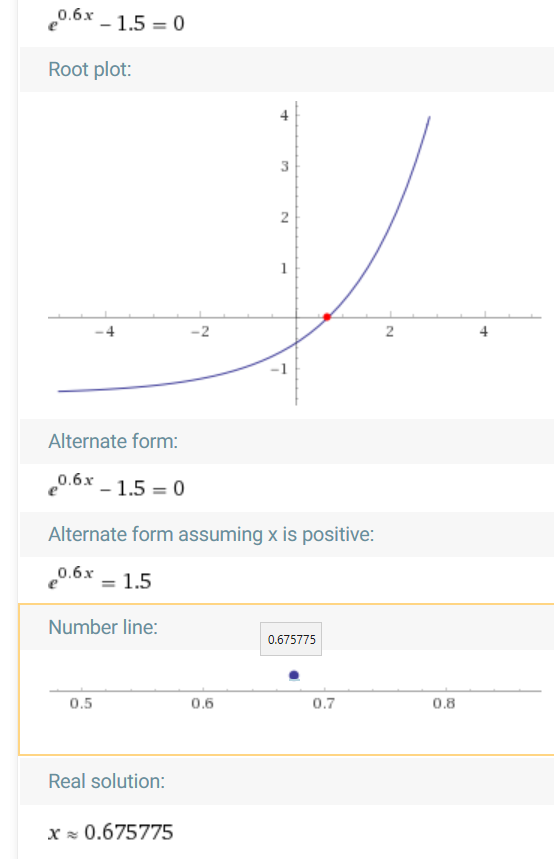 e^0.6x − 1.5 = 0
Root plot:
4
3
2
1
−4 −2 2 4
−1
Alternate form:
e^0.6x − 1.5 = 0
Alternate form assuming x is positive:
e^0.6x = 1.5
Number line:
0.675775
0.5 0.6 0.7 0.8
Real solution:
x ≈ 0.675775